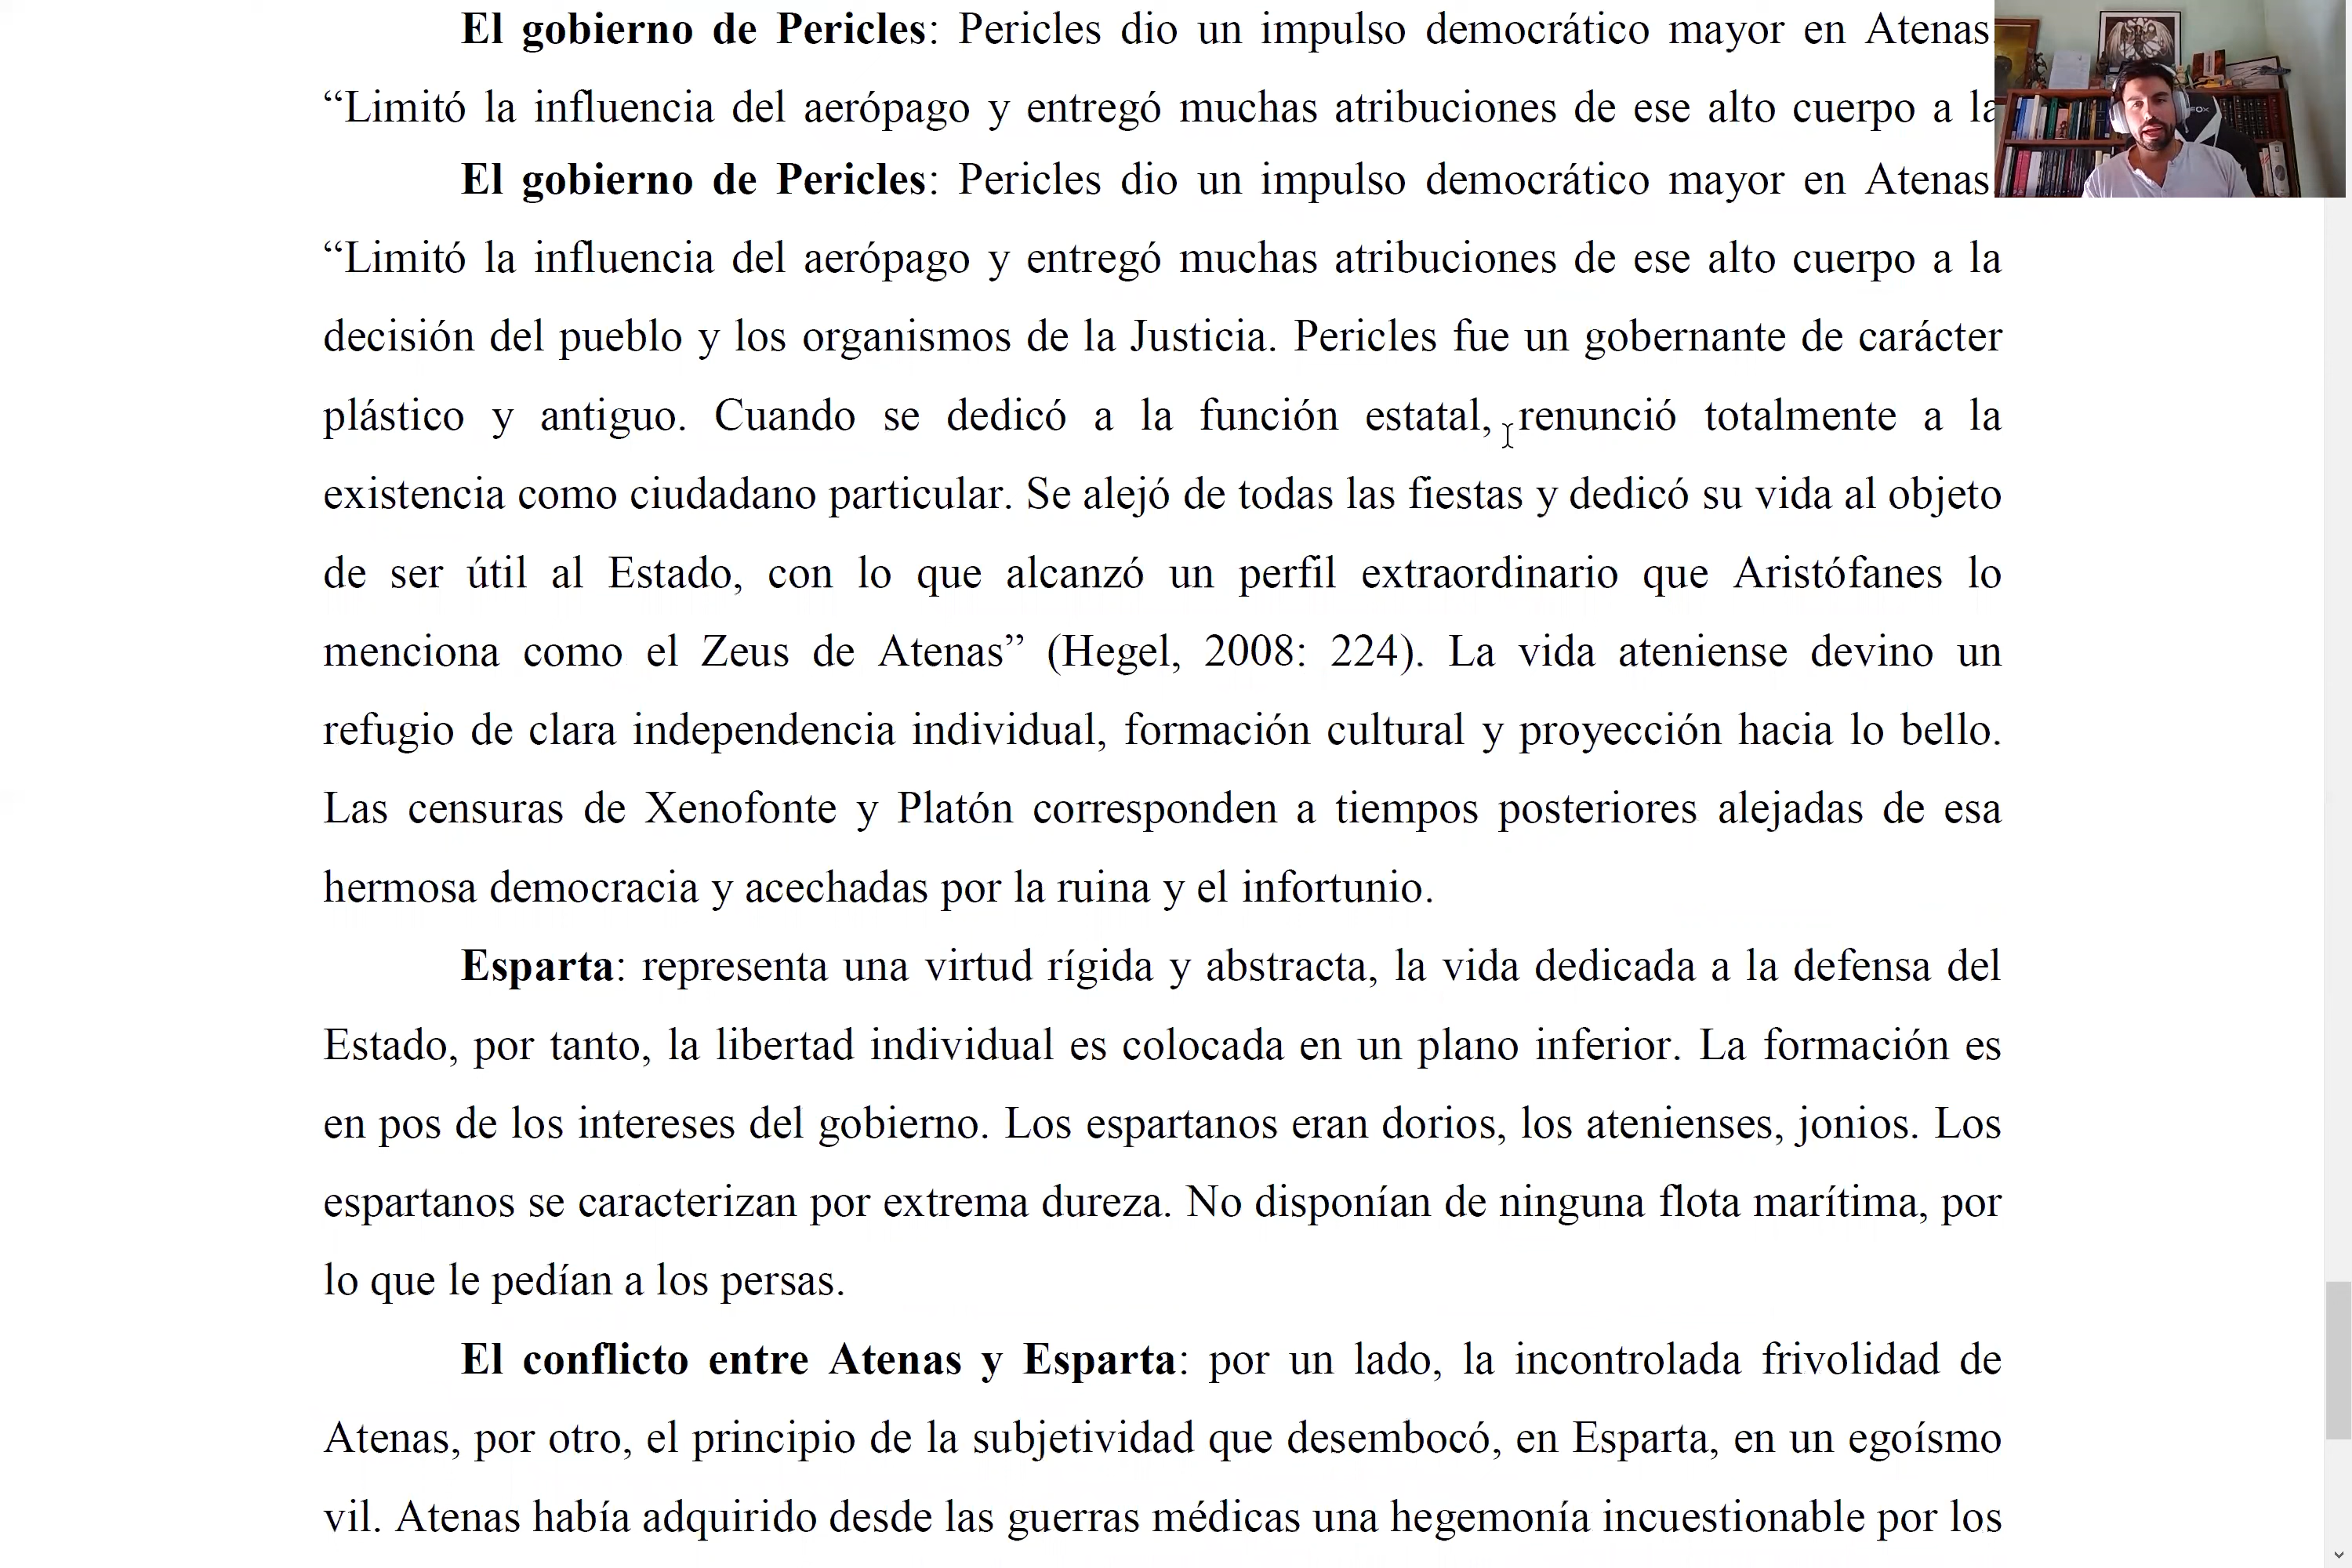 El gobierno de Pericles: Pericles dio un impulso democrático mayor en Atenas.
“Limitó la influencia del aerópago y entregó muchas atribuciones de ese alto cuerpo a la
El gobierno de Pericles: Pericles dio un impulso democrático mayor en Atenas.
“Limitó la influencia del aerópago y entregó muchas atribuciones de ese alto cuerpo a la
decisión del pueblo y los organismos de la Justicia. Pericles fue un gobernante de carácter
plástico y antiguo. Cuando se dedicó a la función estatal, renunció totalmente a la
existencia como ciudadano particular. Se alejó de todas las fiestas y dedicó su vida al objeto
de ser útil al Estado, con lo que alcanzó un perfil extraordinario que Aristófanes lo
menciona como el Zeus de Atenas” (Hegel, 2008: 224). La vida ateniense devino un
refugio de clara independencia individual, formación cultural y proyección hacia lo bello.
Las censuras de Xenofonte y Platón corresponden a tiempos posteriores alejadas de esa
hermosa democracia y acechadas por la ruina y el infortunio.
Esparta: representa una virtud rígida y abstracta, la vida dedicada a la defensa del
Estado, por tanto, la libertad individual es colocada en un plano inferior. La formación es
en pos de los intereses del gobierno. Los espartanos eran dorios, los atenienses, jonios. Los
espartanos se caracterizan por extrema dureza. No disponían de ninguna flota marítima, por
lo que le pedían a los persas.
El conflicto entre Atenas y Esparta: por un lado, la incontrolada frivolidad de
Atenas, por otro, el principio de la subjetividad que desembocó, en Esparta, en un egoísmo
vil. Atenas había adquirido desde las guerras médicas una hegemonía incuestionable por los